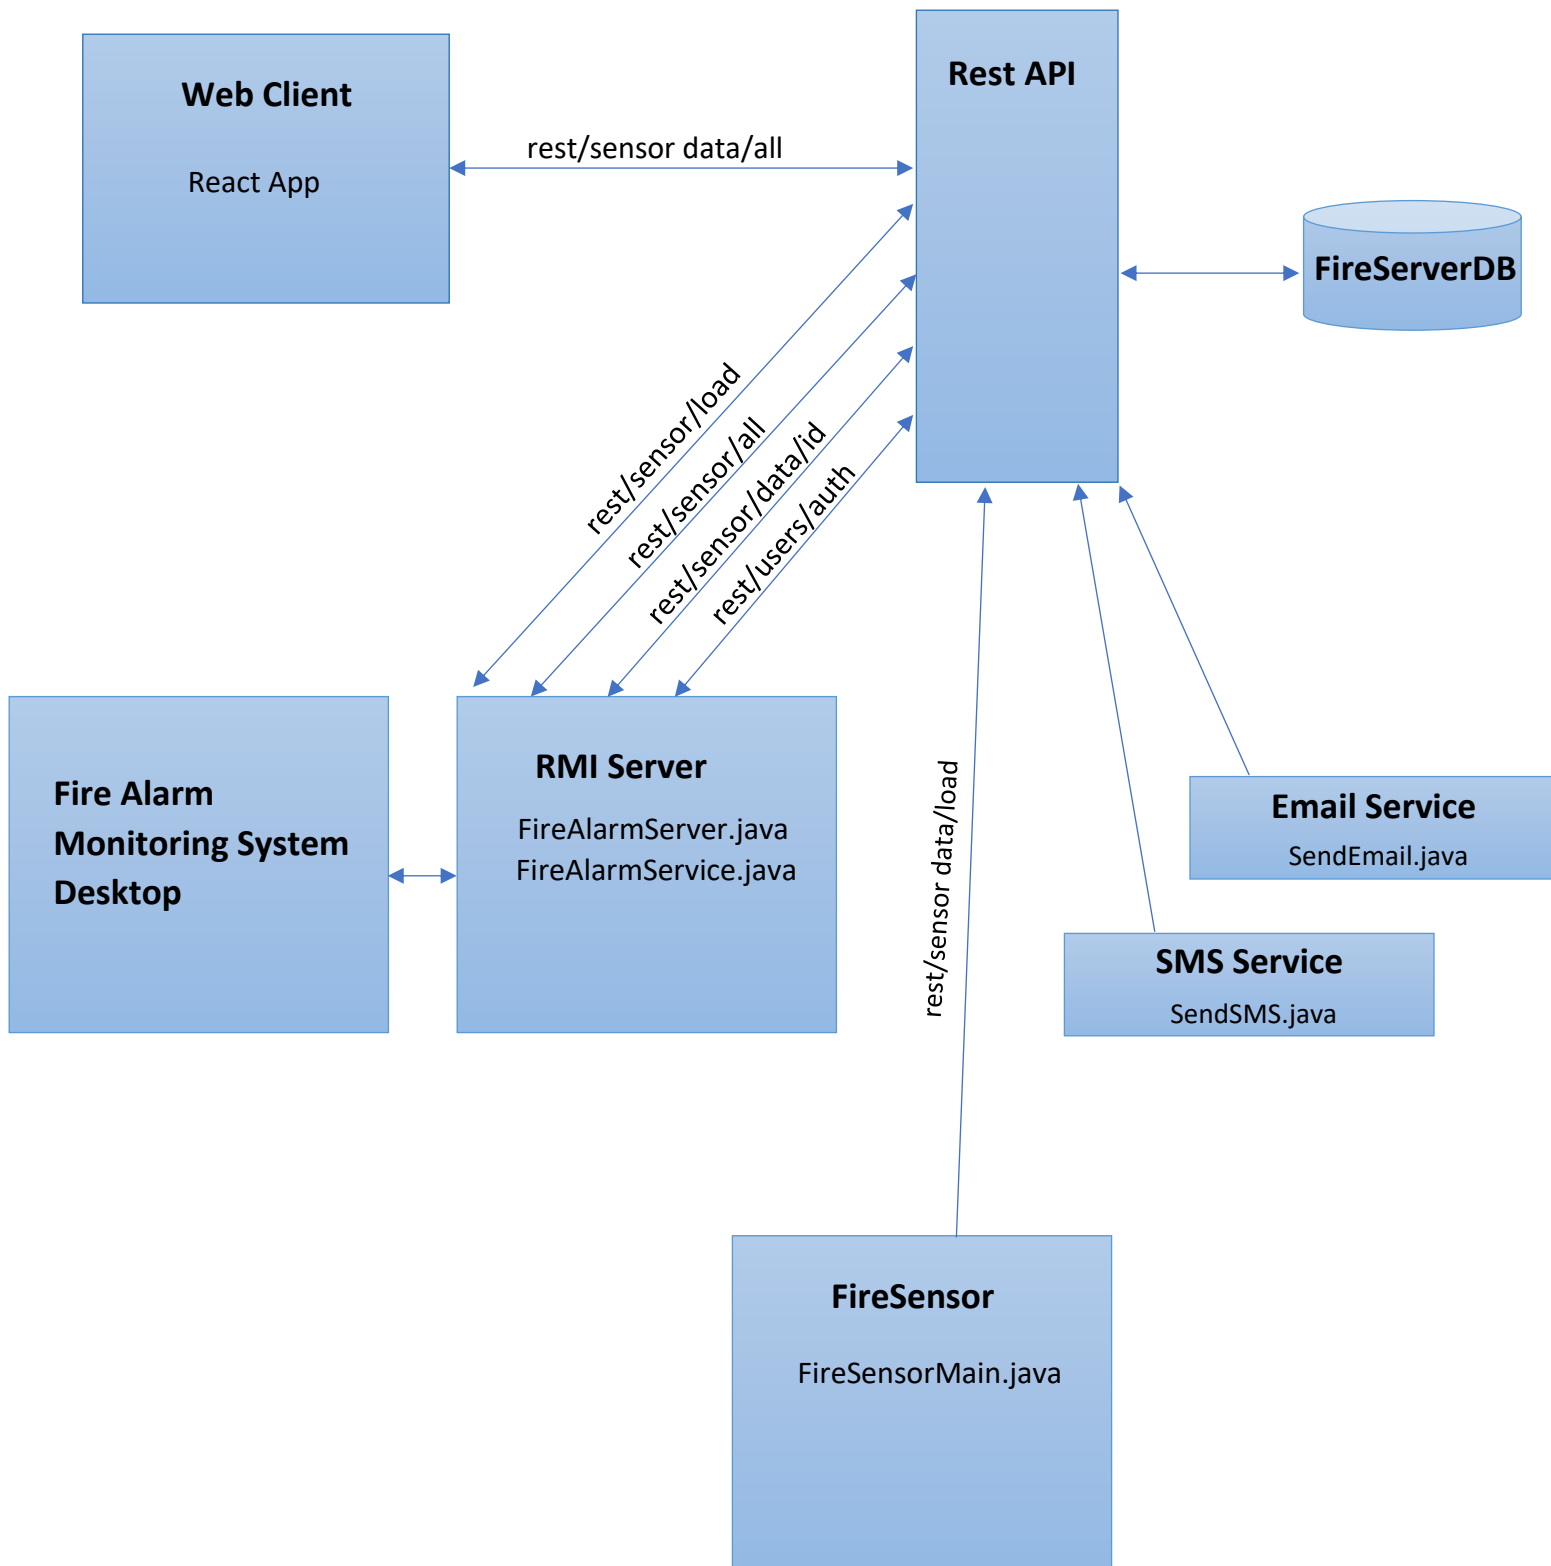 Web Client
React App
rest/sensor data/all
Rest API
FireServerDB
rest/sensor/load
rest/sensor/all
rest/sensor/data/id
rest/users/auth
Fire Alarm
Monitoring System
Desktop
RMI Server
FireAlarmServer.java
FireAlarmService.java
rest/sensor data/load
Email Service
SendEmail.java
SMS Service
SendSMS.java
FireSensor
FireSensorMain.java